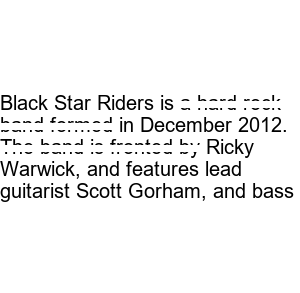 Black Star Riders is a hard rock
band formed in December 2012.
The band is fronted by Ricky
Warwick, and features lead
guitarist Scott Gorham, and bass